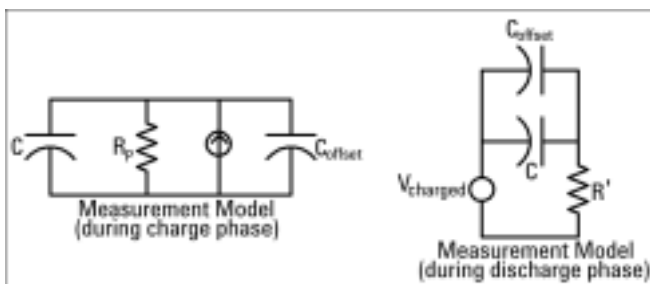 C
Rp
Coffset
Measurement Model
(during charge phase)
Coffset
C
Vcharged
R'
Measurement Model
(during discharge phase)